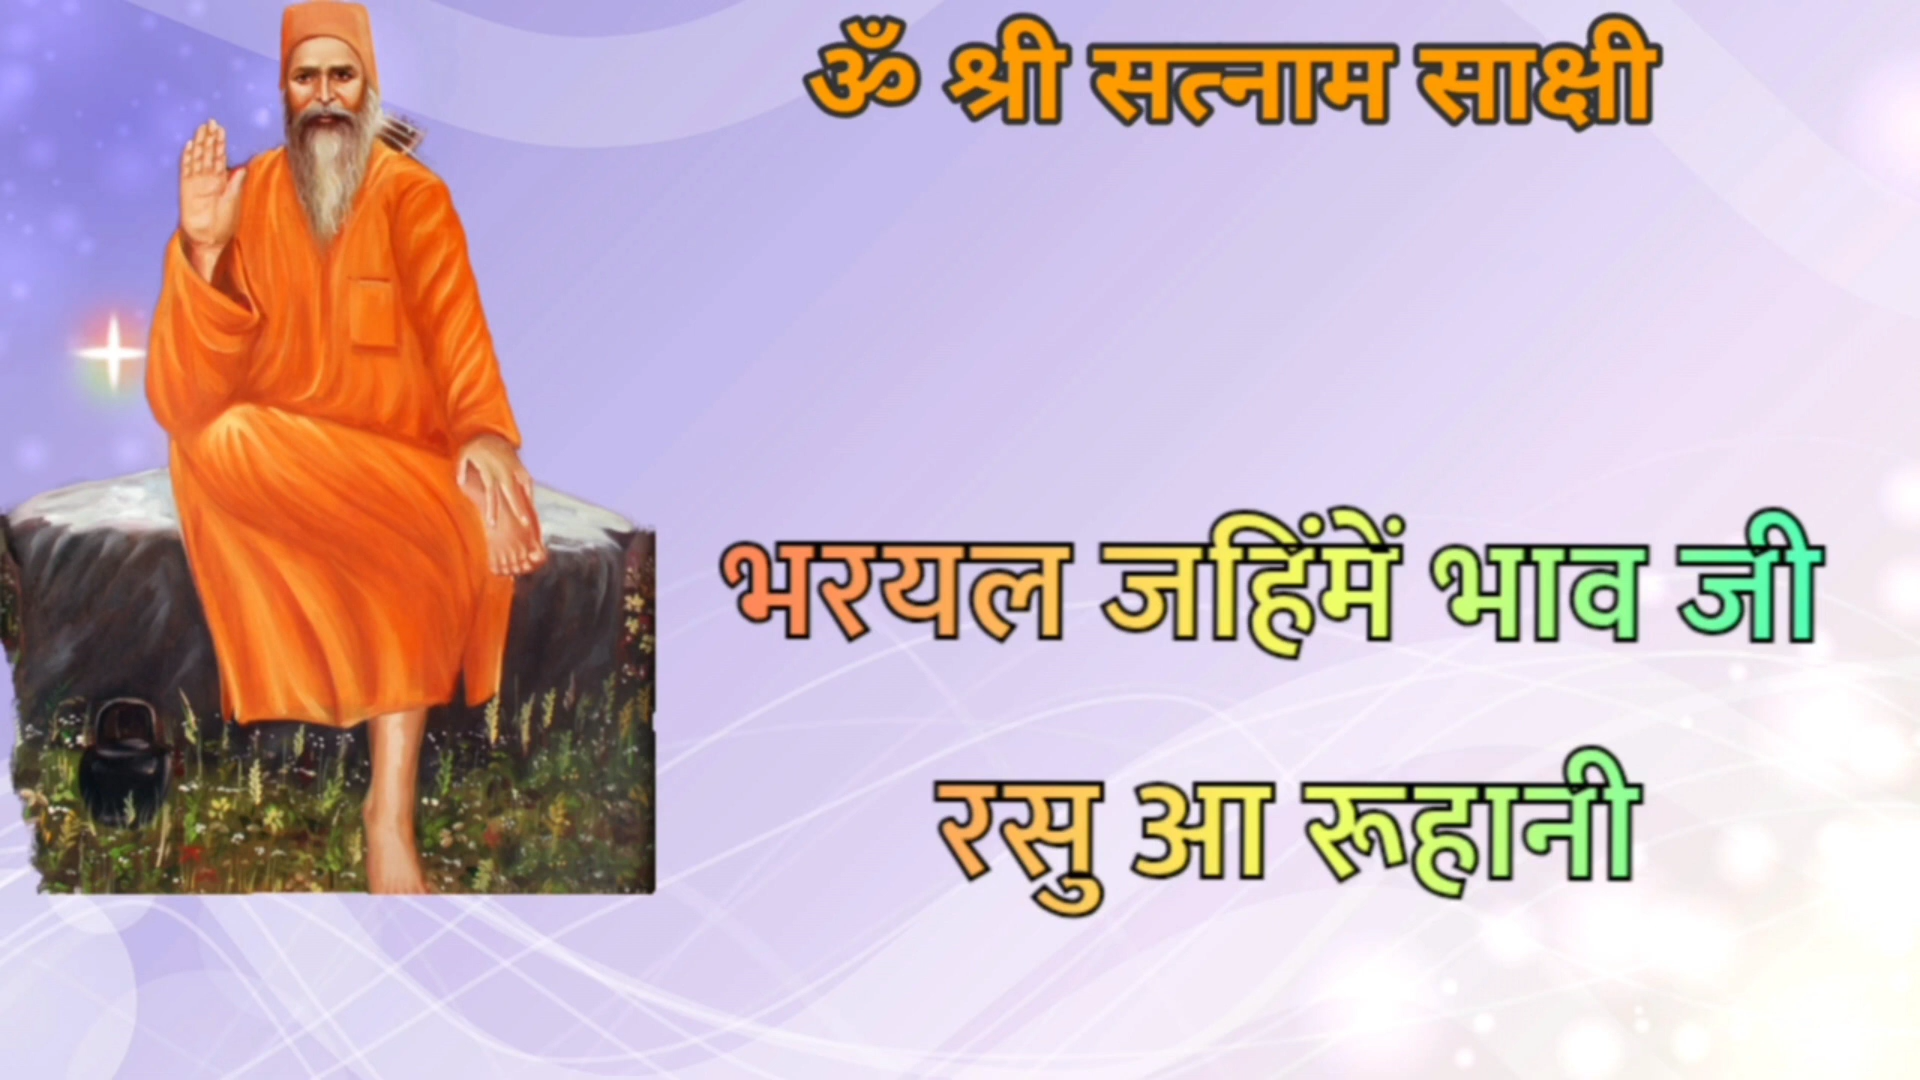 ॐ श्री सत्नाम साक्षी
भरयल जहिंमें भाव जी
रसु आ रूहानी